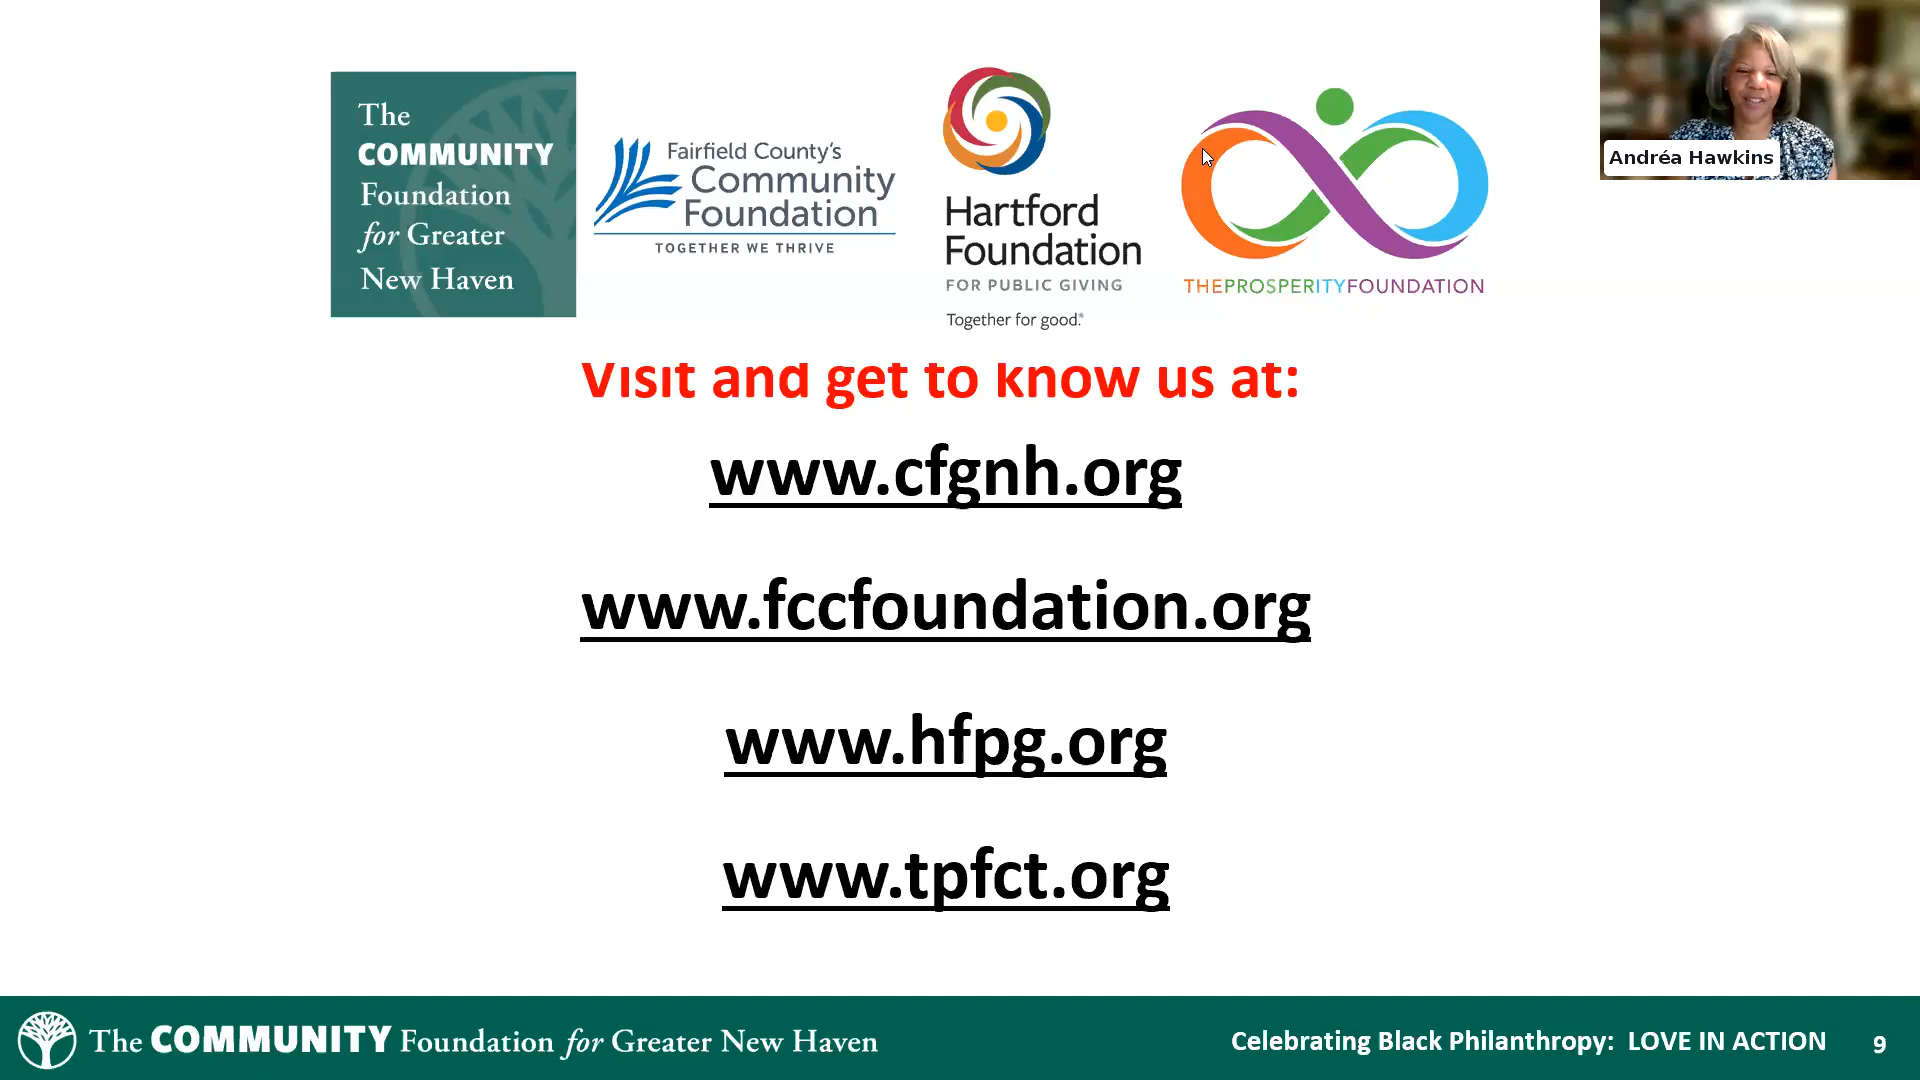 The
COMMUNITY
Foundation
for Greater
New Haven
Fairfield County's
Community
Foundation
TOGETHER WE THRIVE
Hartford
Foundation
FOR PUBLIC GIVING
Together for good.®
THEPROSPERITYFOUNDATION
Andréa Hawkins
Visit and get to know us at:
www.cfgnh.org
www.fccfoundation.org
www.hfpg.org
www.tpfct.org
The COMMUNITY Foundation for Greater New Haven
Celebrating Black Philanthropy: LOVE IN ACTION
9